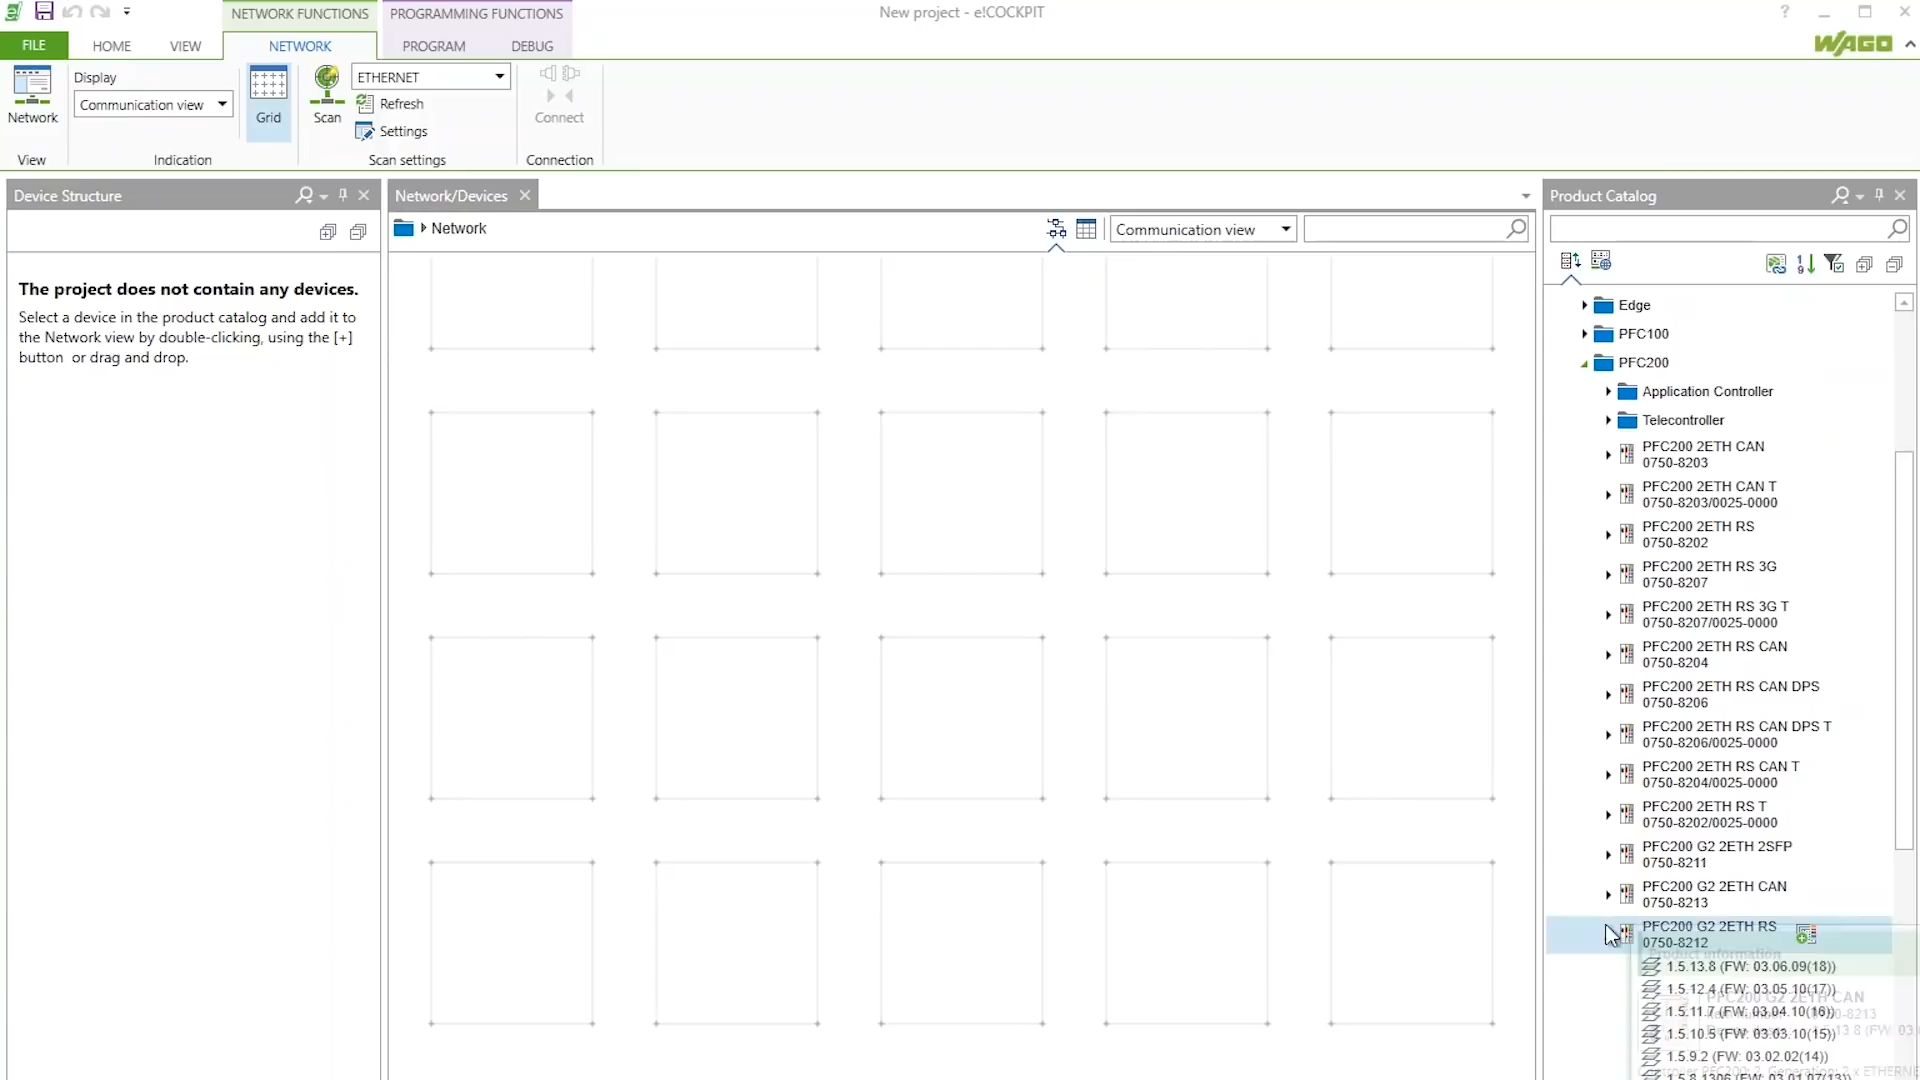 NETWORK FUNCTIONS
PROGRAMMING FUNCTIONS
New project - e!COCKPIT
FILE
HOME
VIEW
NETWORK
PROGRAM
DEBUG
WAGO
Network
View
Display
Communication view
Indication
Grid
Scan
ETHERNET
Refresh
Settings
Scan settings
Connect
Connection
Device Structure
The project does not contain any devices.
Select a device in the product catalog and add it to
the Network view by double-clicking, using the [+]
button or drag and drop.
Network/Devices
Network
Communication view
Product Catalog
Edge
PFC100
PFC200
Application Controller
Telecontroller
PFC200 2ETH CAN
0750-8203
PFC200 2ETH CAN T
0750-8203/0025-0000
PFC200 2ETH RS
0750-8202
PFC200 2ETH RS 3G
0750-8207
PFC200 2ETH RS 3G T
0750-8207/0025-0000
PFC200 2ETH RS CAN
0750-8204
PFC200 2ETH RS CAN DPS
0750-8206
PFC200 2ETH RS CAN DPS T
0750-8206/0025-0000
PFC200 2ETH RS CAN T
0750-8204/0025-0000
PFC200 2ETH RS T
0750-8202/0025-0000
PFC200 G2 2ETH 2SFP
0750-8211
PFC200 G2 2ETH CAN
0750-8213
PFC200 G2 2ETH RS
0750-8212
Product information
1.5.13.8 (FW: 03.06.09(18))
1.5.12.4 (FW: 03.05.10(17))
PFC200 G2 2ETH CAN
1.5.11.7 (FW: 03.04.10(16))
1.5.10.5 (FW: 03.03.10(15))
1.5.9.2 (FW: 03.02.02(14))